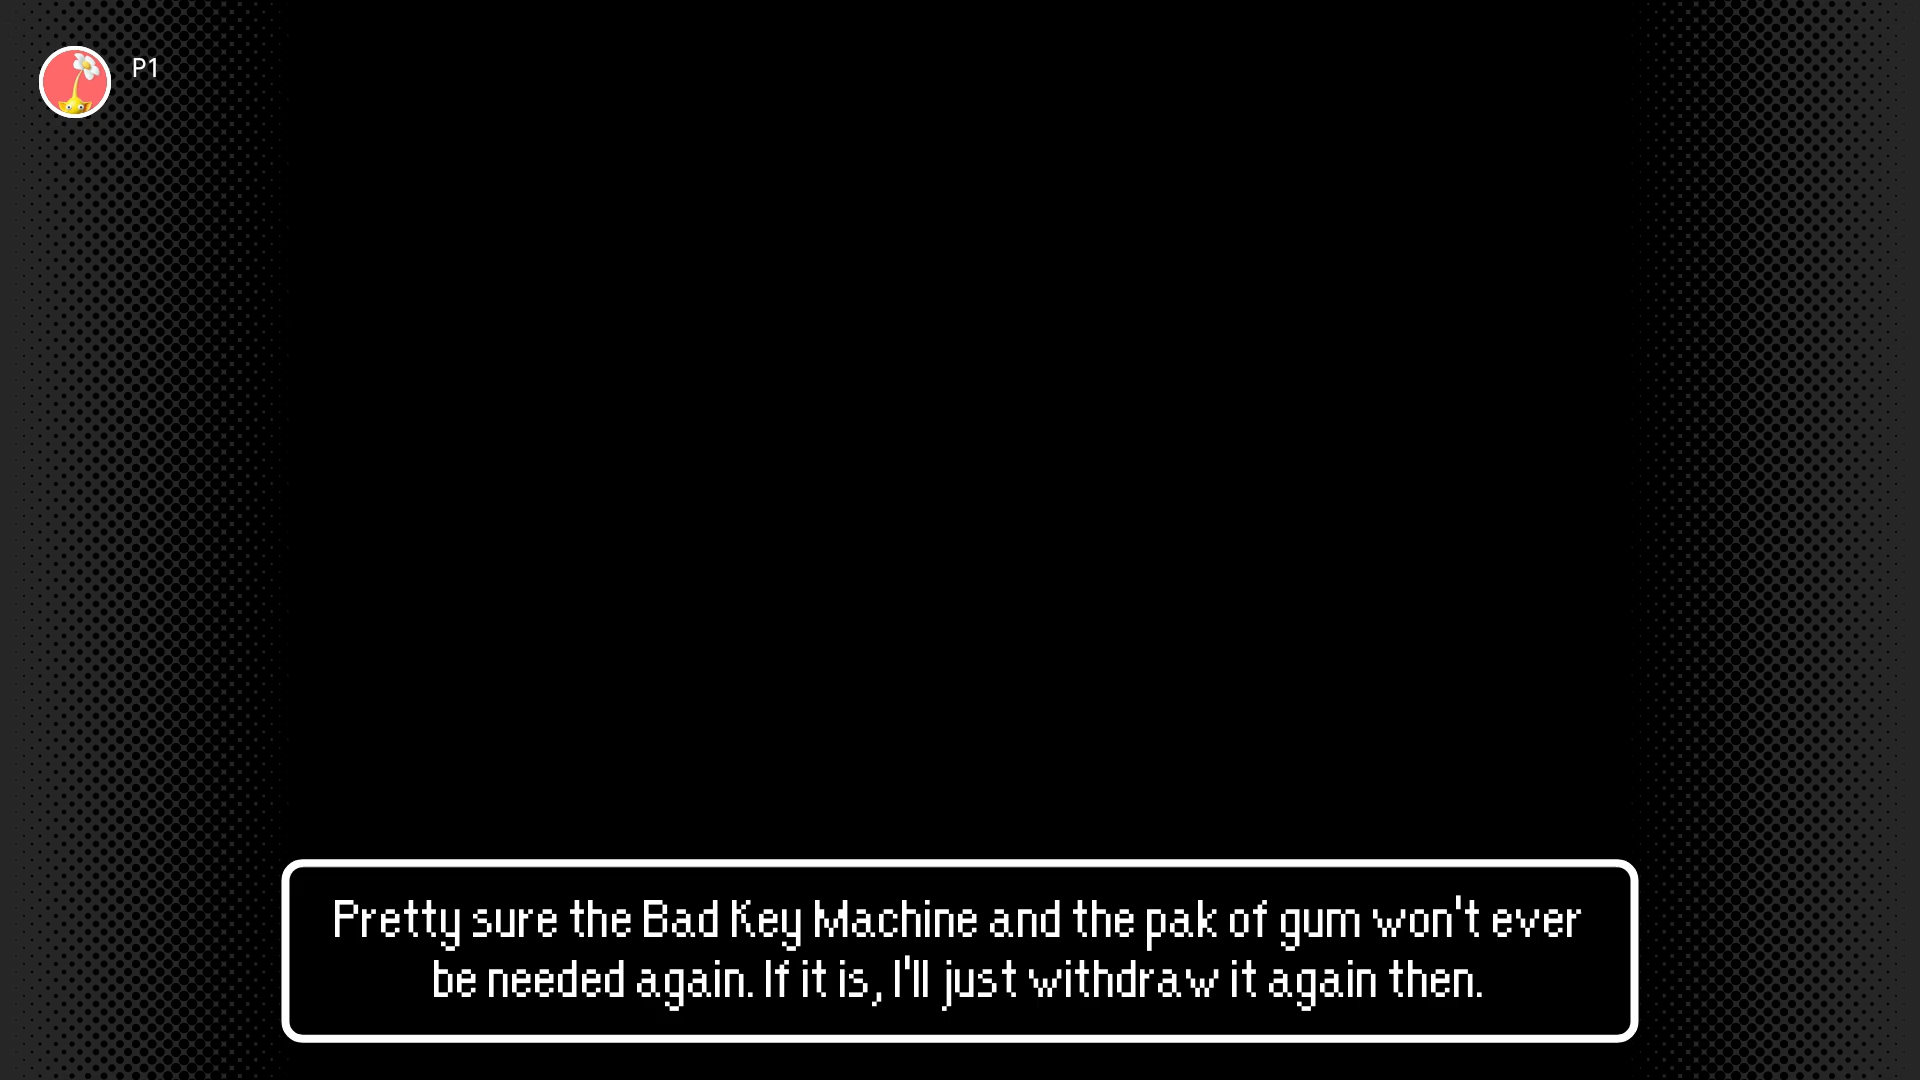 P1
Pretty sure the Bad Key Machine and the pak of gum won't ever
be needed again. If it is, I'll just withdraw it again then.